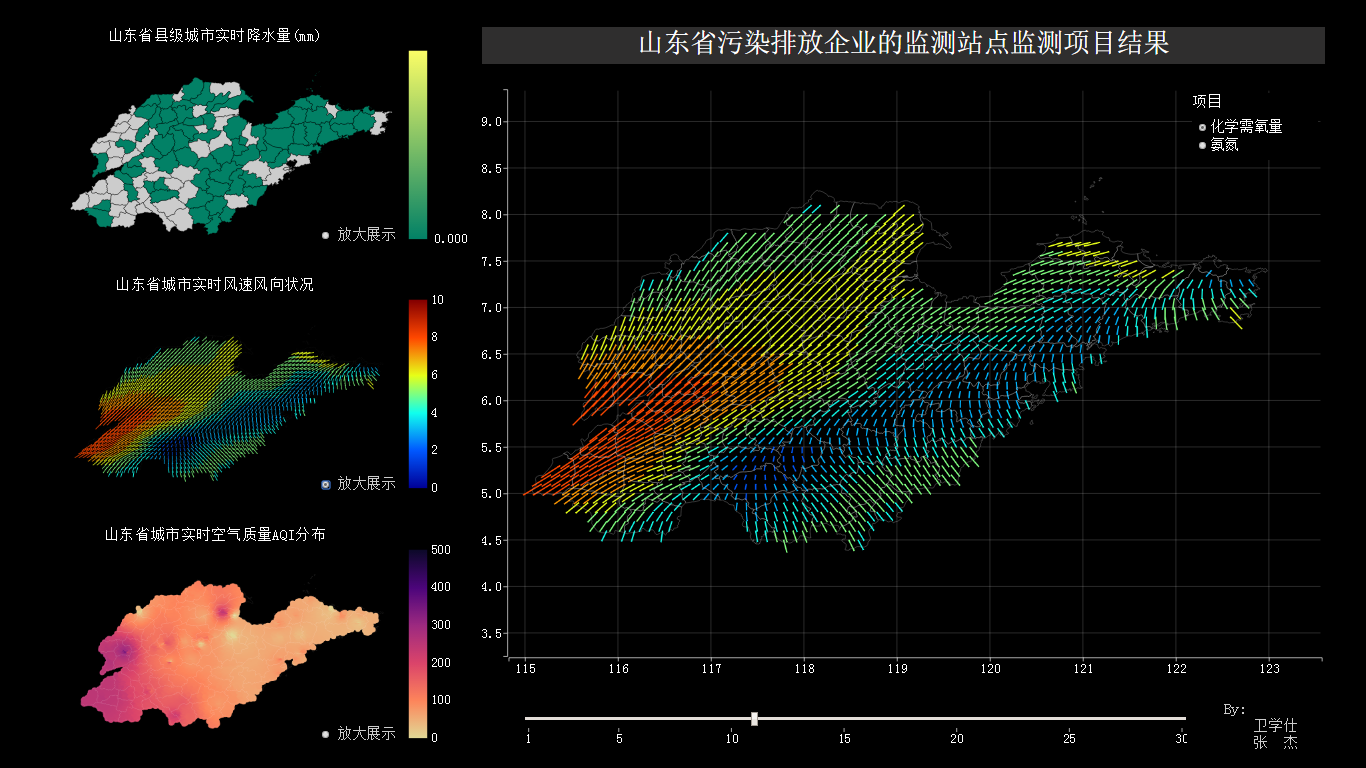 山东省县级城市实时降水量(mm)
0.000
放大展示
山东省城市实时风速风向状况
10
8
6
4
2
0
放大展示
山东省城市实时空气质量AQI分布
500
400
300
200
100
0
放大展示
山东省污染排放企业的监测站点监测项目结果
项目
化学需氧量
氨氮
9.0
8.5
8.0
7.5
7.0
6.5
6.0
5.5
5.0
4.5
4.0
3.5
115 116 117 118 119 120 121 122 123
1 5 10 15 20 25 30
By:
卫学仕
张 杰